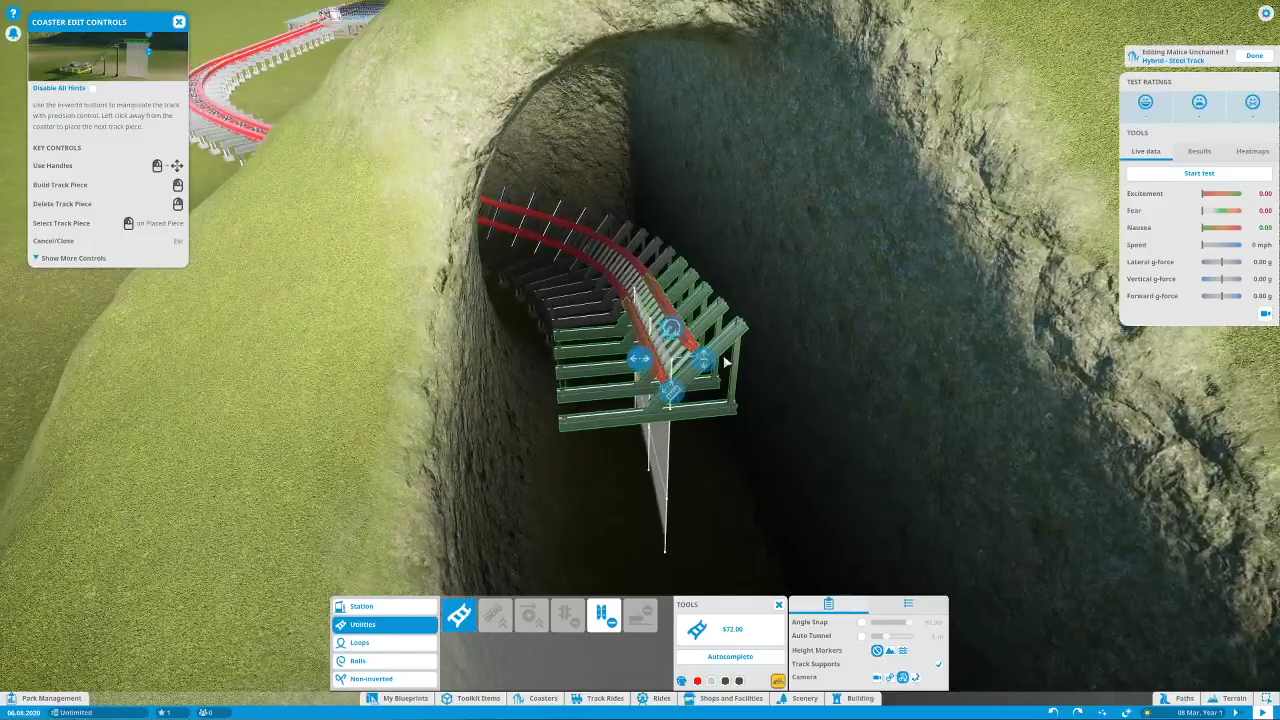 COASTER EDIT CONTROLS
Disable All Hints
Use the in-world buttons to manipulate the track
with precision control. Left click away from the
coaster to place the next track piece.
KEY CONTROLS
Use Handles
Build Track Piece
Delete Track Piece
Select Track Piece on Placed Piece
Cancel/Close Esc
Show More Controls
Editing Malice Unchained 1
Hybrid - Steel Track
Done
TEST RATINGS
- - -
TOOLS
Live data Results Heatmaps
Start test
Excitement 0.00
Fear 0.00
Nausea 0.00
Speed 0 mph
Lateral g-force 0.00 g
Vertical g-force 0.00 g
Forward g-force 0.00 g
Station
Utilities
Loops
Rolls
Non-inverted
TOOLS
$72.00
Autocomplete
Angle Snap
Auto Tunnel 5 m
Height Markers
Track Supports
Camera
Park Management My Blueprints Toolkit Items Coasters Track Rides Rides Shops and Facilities Scenery Building Paths Terrain
06.08.2020 Unlimited 1 0 08 Mar, Year 1